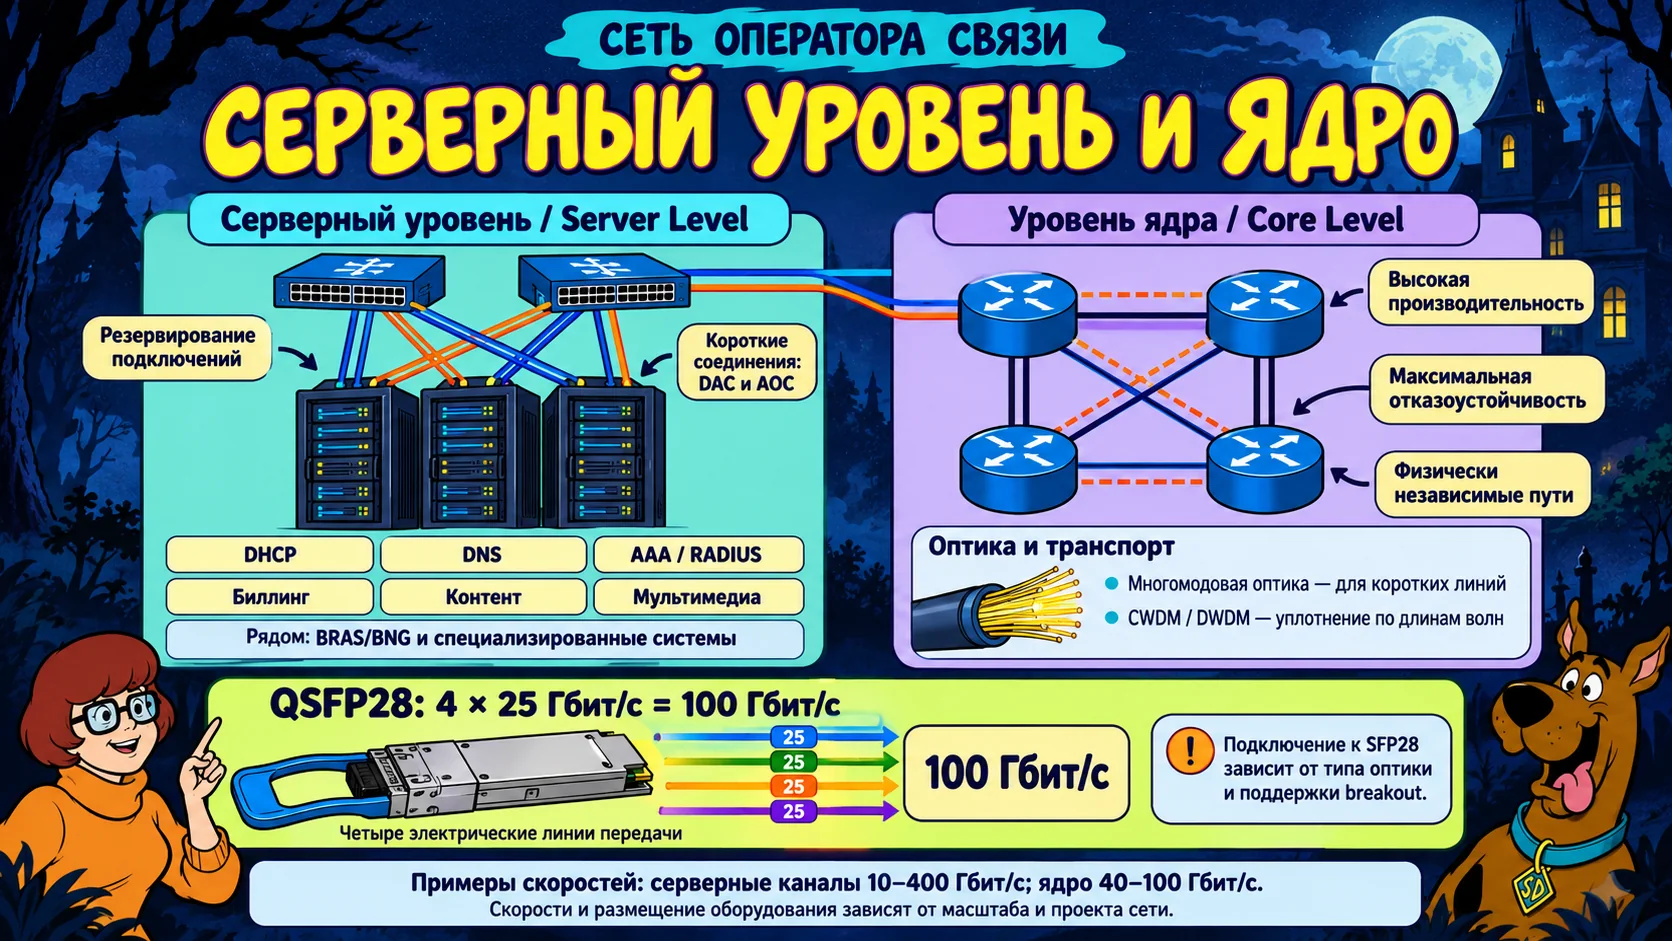 СЕТЬ ОПЕРАТОРА СВЯЗИ
СЕРВЕРНЫЙ УРОВЕНЬ и ЯДРО
Серверный уровень / Server Level
Резервирование
подключений
Короткие
соединения:
DAC и AOC
DHCP
DNS
AAA / RADIUS
Биллинг
Контент
Мультимедиа
Рядом: BRAS/BNG и специализированные системы
Уровень ядра / Core Level
Высокая
производительность
Максимальная
отказоустойчивость
Физически
независимые пути
Оптика и транспорт
Многомодовая оптика — для коротких линий
CWDM / DWDM — уплотнение по длинам волн
QSFP28: 4 × 25 Гбит/с = 100 Гбит/с
25
25
25
25
Четыре электрические линии передачи
100 Гбит/с
!
Подключение к SFP28
зависит от типа оптики
и поддержки breakout.
Примеры скоростей: серверные каналы 10–400 Гбит/с; ядро 40–100 Гбит/с.
Скорости и размещение оборудования зависят от масштаба и проекта сети.
SD